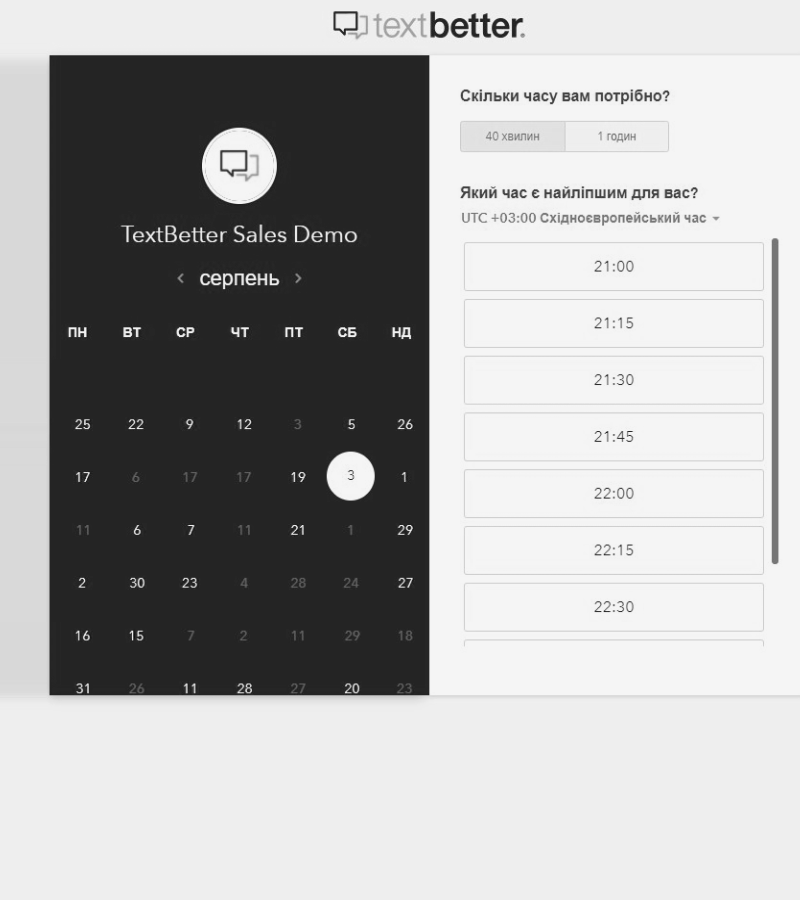 textbetter.
TextBetter Sales Demo
серпень
ПН ВТ СР ЧТ ПТ СБ НД
25 22 9 12 3 5 26
17 6 17 17 19 3 1
11 6 7 11 21 1 29
2 30 23 4 28 24 27
16 15 7 2 11 29 18
31 26 11 28 27 20 23
Скільки часу вам потрібно?
40 хвилин 1 годин
Який час є найліпшим для вас?
UTC +03:00 Східноєвропейський час
21:00
21:15
21:30
21:45
22:00
22:15
22:30